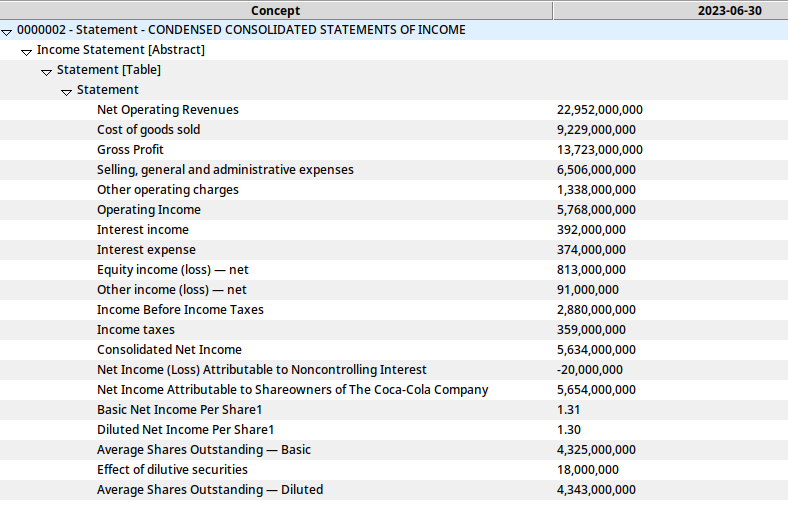 Concept 2023-06-30
0000002 - Statement - CONDENSED CONSOLIDATED STATEMENTS OF INCOME
Income Statement [Abstract]
Statement [Table]
Statement
Net Operating Revenues 22,952,000,000
Cost of goods sold 9,229,000,000
Gross Profit 13,723,000,000
Selling, general and administrative expenses 6,506,000,000
Other operating charges 1,338,000,000
Operating Income 5,768,000,000
Interest income 392,000,000
Interest expense 374,000,000
Equity income (loss) — net 813,000,000
Other income (loss) — net 91,000,000
Income Before Income Taxes 2,880,000,000
Income taxes 359,000,000
Consolidated Net Income 5,634,000,000
Net Income (Loss) Attributable to Noncontrolling Interest -20,000,000
Net Income Attributable to Shareowners of The Coca-Cola Company 5,654,000,000
Basic Net Income Per Share1 1.31
Diluted Net Income Per Share1 1.30
Average Shares Outstanding — Basic 4,325,000,000
Effect of dilutive securities 18,000,000
Average Shares Outstanding — Diluted 4,343,000,000